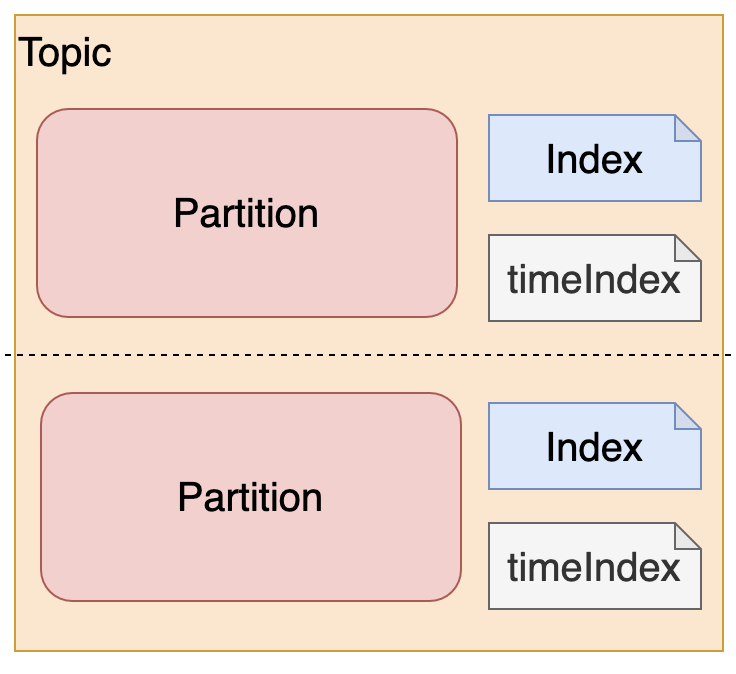 Topic
Partition
Index
timeIndex
Partition
Index
timeIndex